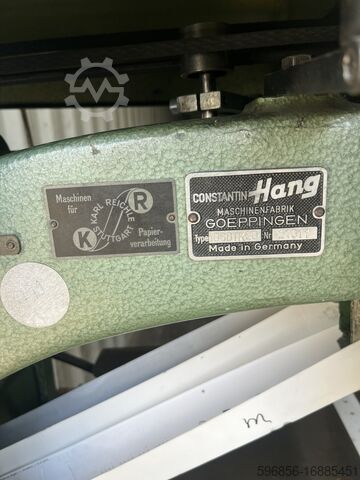 Maschinen
für
KARL REICHLE
STUTTGART
K
R
Papier-
verarbeitung
CONSTANTIN Hang
MASCHINENFABRIK
GOEPPINGEN
Type
Nr
Made in Germany
m
596856-16885451